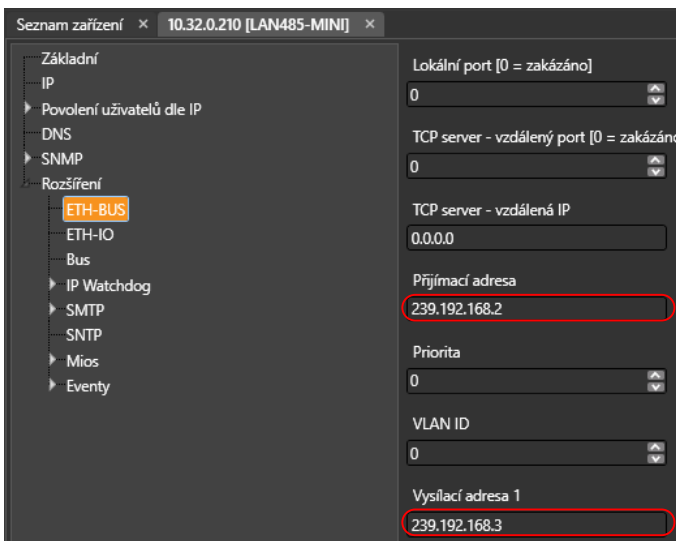 Seznam zařízení × 10.32.0.210 [LAN485-MINI] ×
Základní
IP
Povolení uživatelů dle IP
DNS
SNMP
Rozšíření
ETH-BUS
ETH-IO
Bus
IP Watchdog
SMTP
SNTP
Mios
Eventy
Lokální port [0 = zakázáno]
0
TCP server - vzdálený port [0 = zakázáno
0
TCP server - vzdálená IP
0.0.0.0
Přijímací adresa
239.192.168.2
Priorita
0
VLAN ID
0
Vysílací adresa 1
239.192.168.3